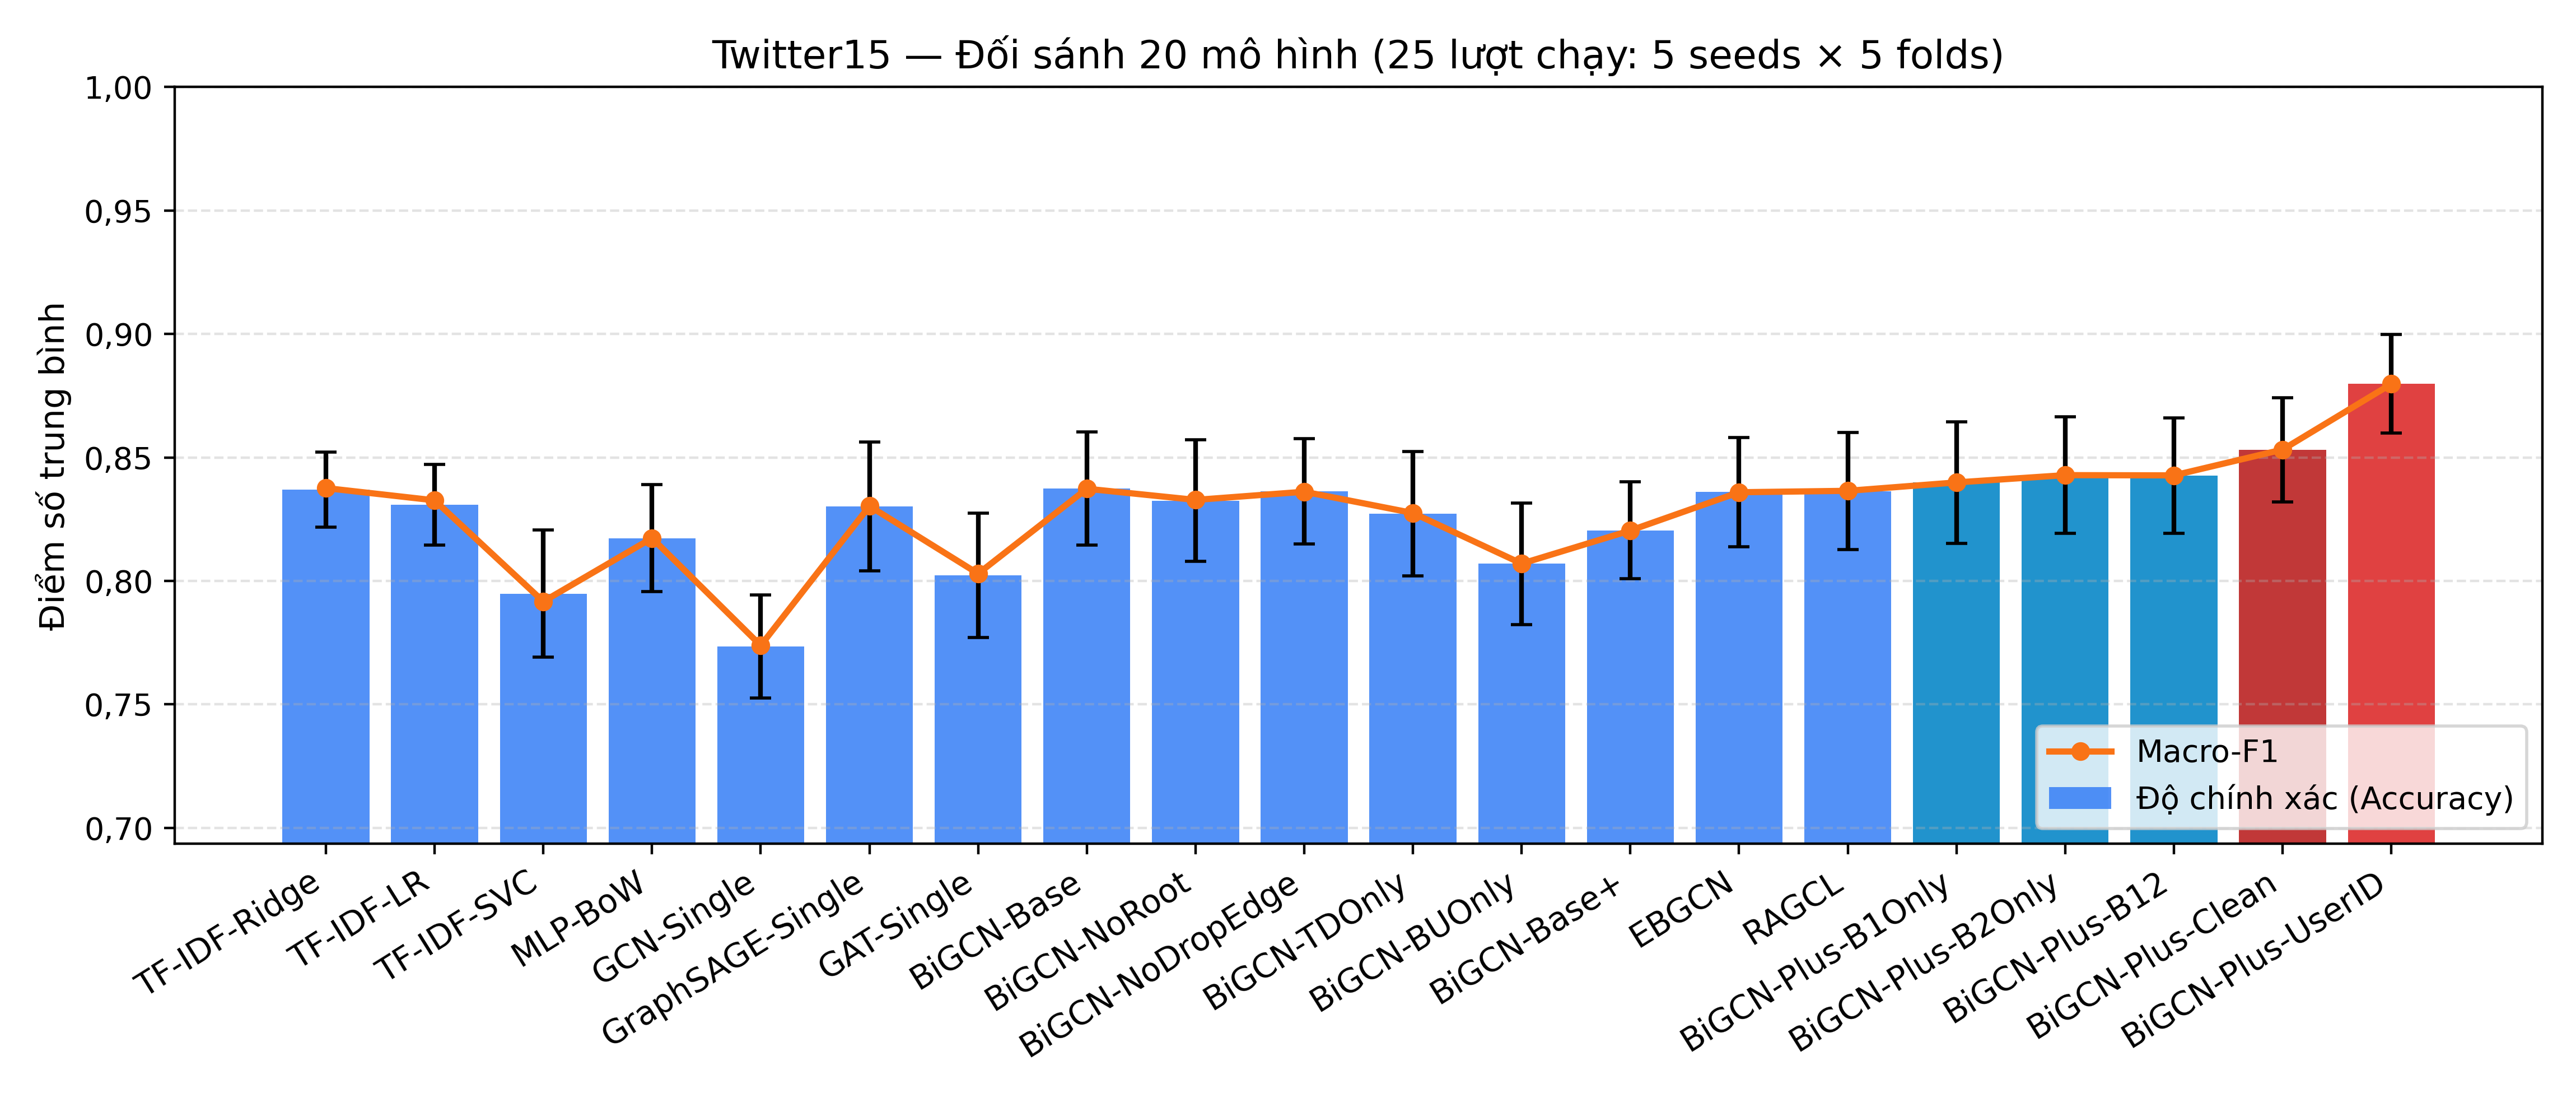 Twitter15 — Đối sánh 20 mô hình (25 lượt chạy: 5 seeds × 5 folds)
Điểm số trung bình
1,00
0,95
0,90
0,85
0,80
0,75
0,70
Macro-F1
Độ chính xác (Accuracy)
TF-IDF-Ridge
TF-IDF-LR
TF-IDF-SVC
MLP-BoW
GCN-Single
GraphSAGE-Single
GAT-Single
BiGCN-Base
BiGCN-NoRoot
BiGCN-NoDropEdge
BiGCN-TDOnly
BiGCN-BUOnly
BiGCN-Base+
EBGCN
RAGCL
BiGCN-Plus-B1Only
BiGCN-Plus-B2Only
BiGCN-Plus-B12
BiGCN-Plus-Clean
BiGCN-Plus-UserID